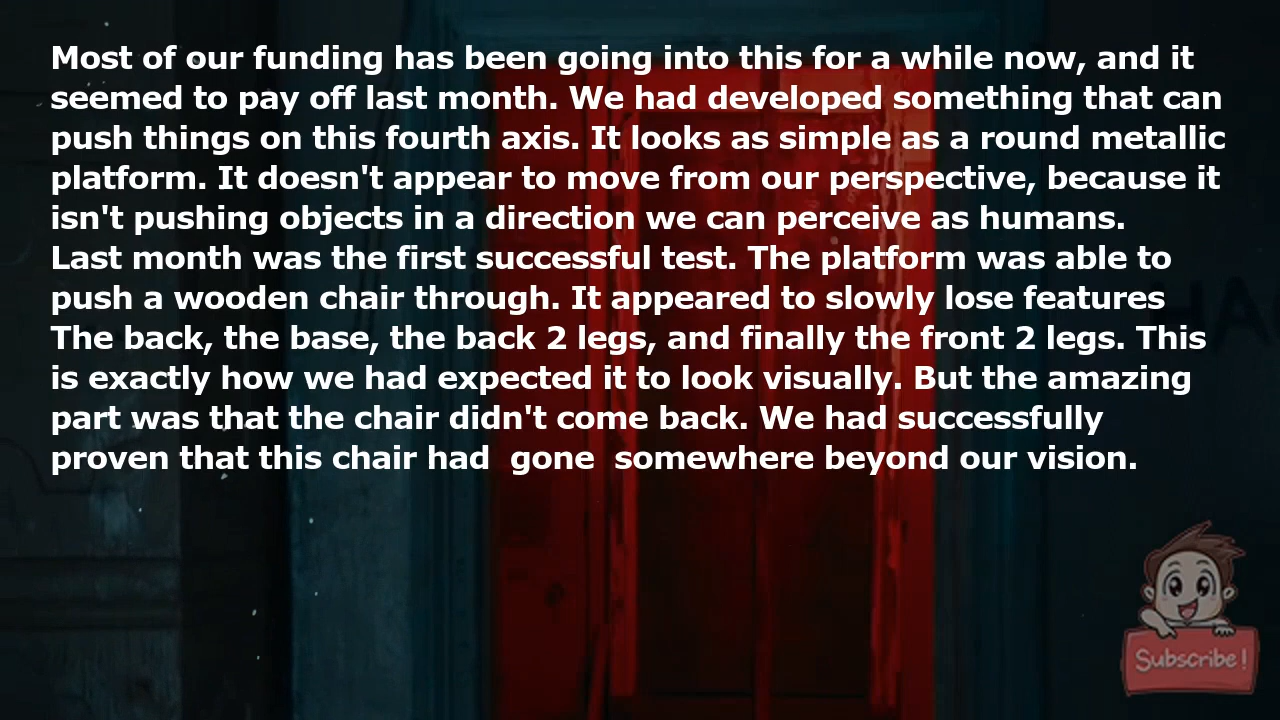 Most of our funding has been going into this for a while now, and it
seemed to pay off last month. We had developed something that can
push things on this fourth axis. It looks as simple as a round metallic
platform. It doesn't appear to move from our perspective, because it
isn't pushing objects in a direction we can perceive as humans.
Last month was the first successful test. The platform was able to
push a wooden chair through. It appeared to slowly lose features
The back, the base, the back 2 legs, and finally the front 2 legs. This
is exactly how we had expected it to look visually. But the amazing
part was that the chair didn't come back. We had successfully
proven that this chair had  gone  somewhere beyond our vision.
Subscribe!